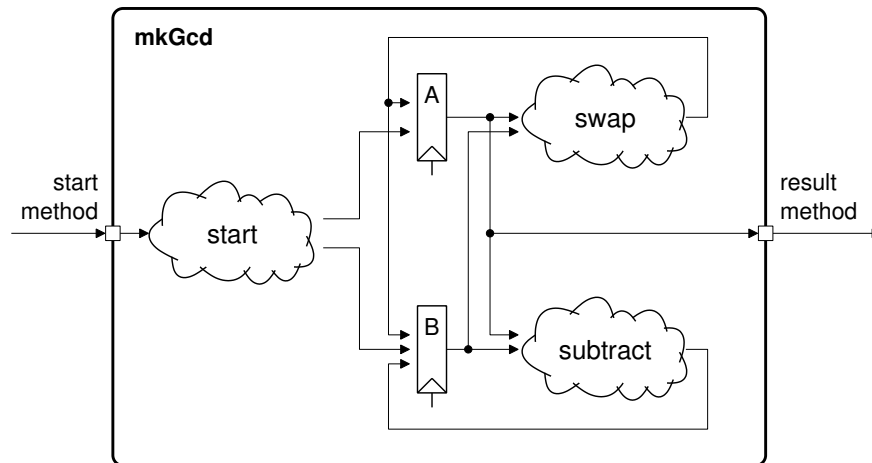 mkGcd
A
swap
start
method
start
result
method
B
subtract